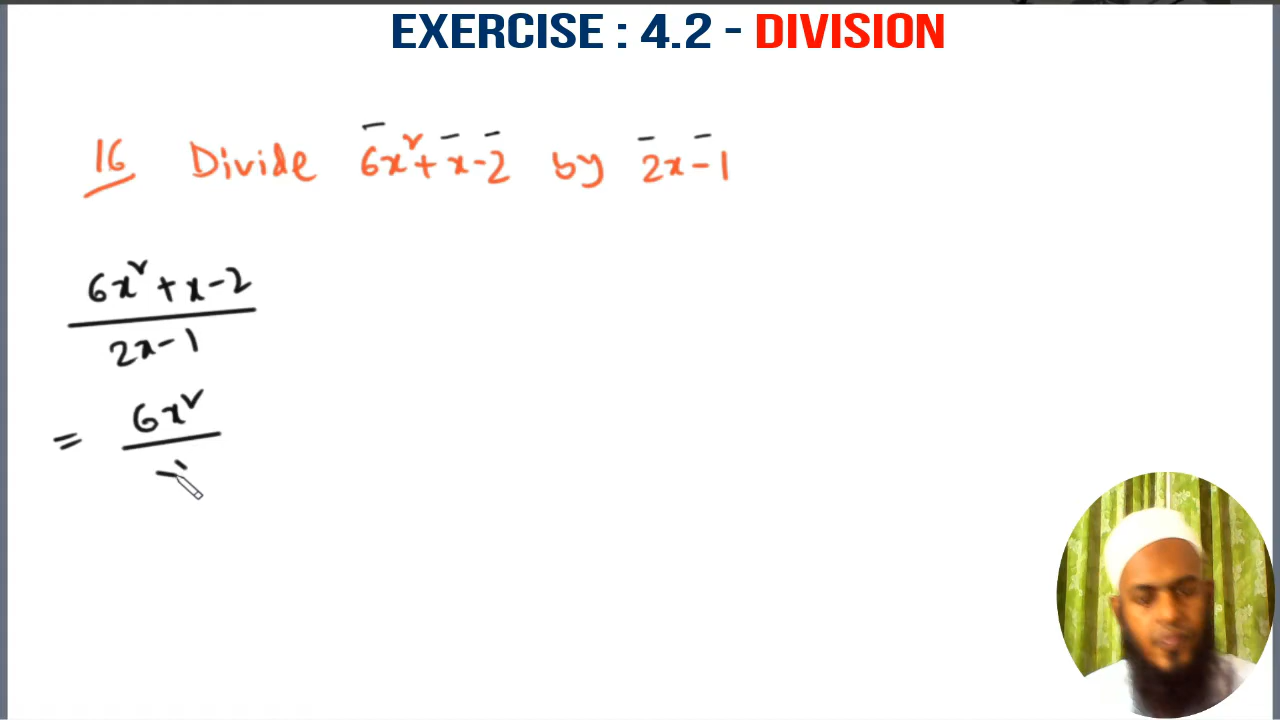 EXERCISE : 4.2 - DIVISION
16 Divide 6x² + x - 2 by 2x - 1
6x² + x - 2
2x - 1
= 6x²